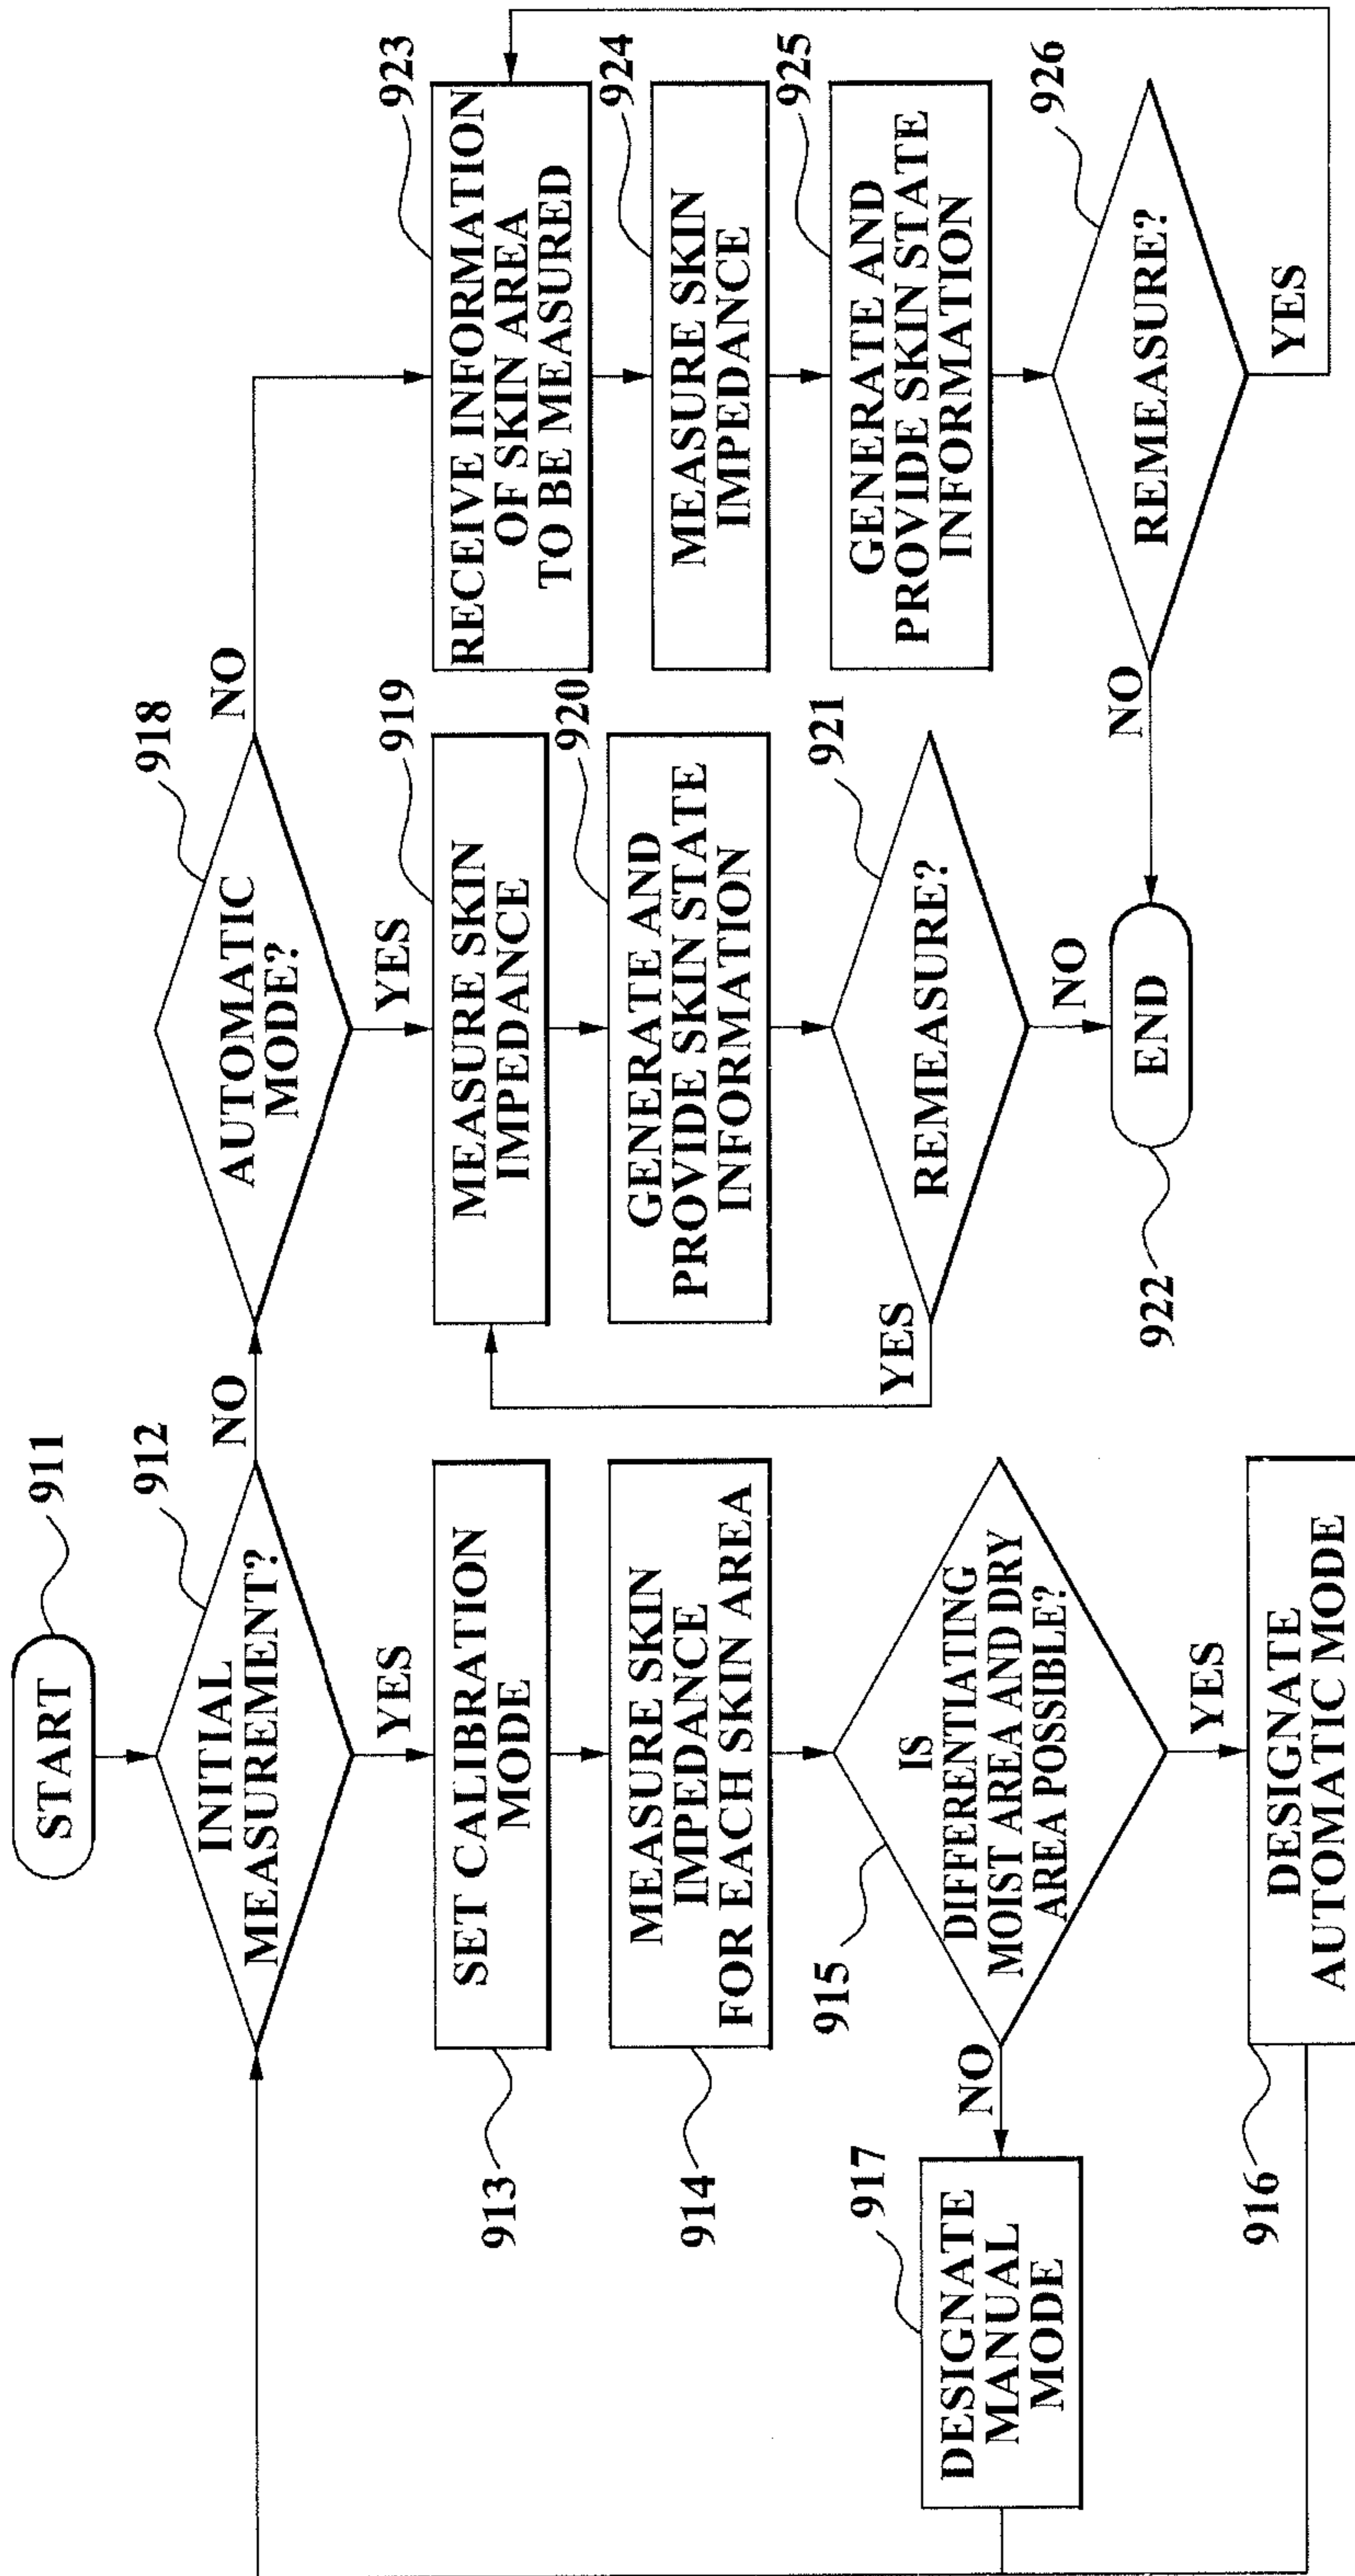 START
911
INITIAL
MEASUREMENT?
912
NO
YES
SET CALIBRATION
MODE
913
MEASURE SKIN
IMPEDANCE
FOR EACH SKIN AREA
914
IS
DIFFERENTIATING
MOIST AREA AND DRY
AREA POSSIBLE?
915
NO
YES
DESIGNATE
MANUAL
MODE
917
DESIGNATE
AUTOMATIC MODE
916
AUTOMATIC
MODE?
918
NO
YES
MEASURE SKIN
IMPEDANCE
919
GENERATE AND
PROVIDE SKIN STATE
INFORMATION
920
REMEASURE?
921
YES
NO
END
922
RECEIVE INFORMATION
OF SKIN AREA
TO BE MEASURED
923
MEASURE SKIN
IMPEDANCE
924
GENERATE AND
PROVIDE SKIN STATE
INFORMATION
925
REMEASURE?
926
NO
YES